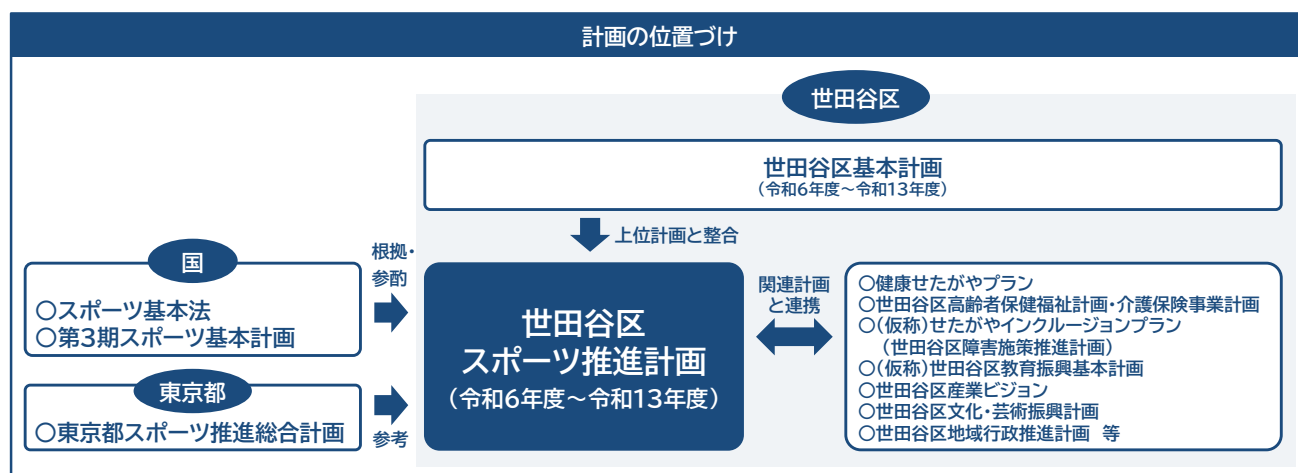 計画の位置づけ
世田谷区
世田谷区基本計画
（令和6年度～令和13年度）
上位計画と整合
国
○スポーツ基本法
○第3期スポーツ基本計画
根拠・
参酌
東京都
○東京都スポーツ推進総合計画
参考
世田谷区
スポーツ推進計画
（令和6年度～令和13年度）
関連計画
と連携
○健康せたがやプラン
○世田谷区高齢者保健福祉計画・介護保険事業計画
○（仮称）せたがやインクルージョンプラン
（世田谷区障害施策推進計画）
○（仮称）世田谷区教育振興基本計画
○世田谷区産業ビジョン
○世田谷区文化・芸術振興計画
○世田谷区地域行政推進計画 等